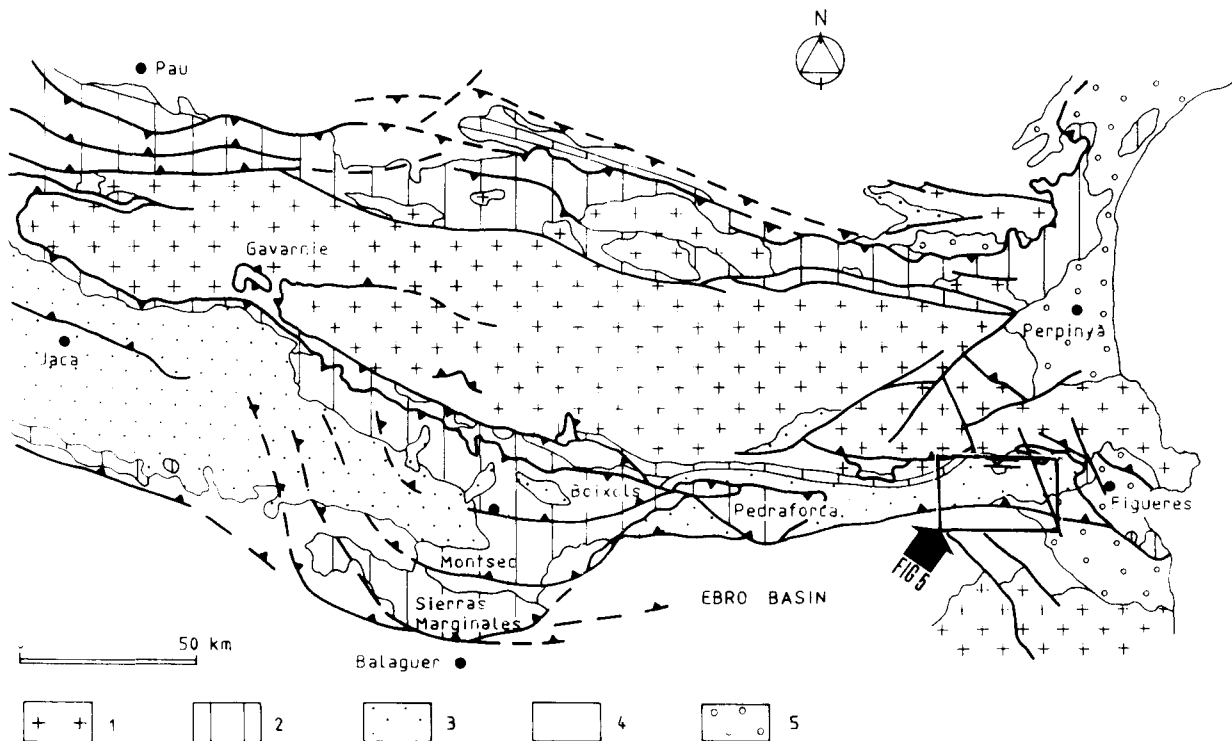 N
Pau
Gavarnie
Perpinyà
Jaca
Boixols
Figueres
Pedraforca
FIG 5
Montsec
Sierras
Marginales
EBRO BASIN
50 km
Balaguer
1 2 3 4 5